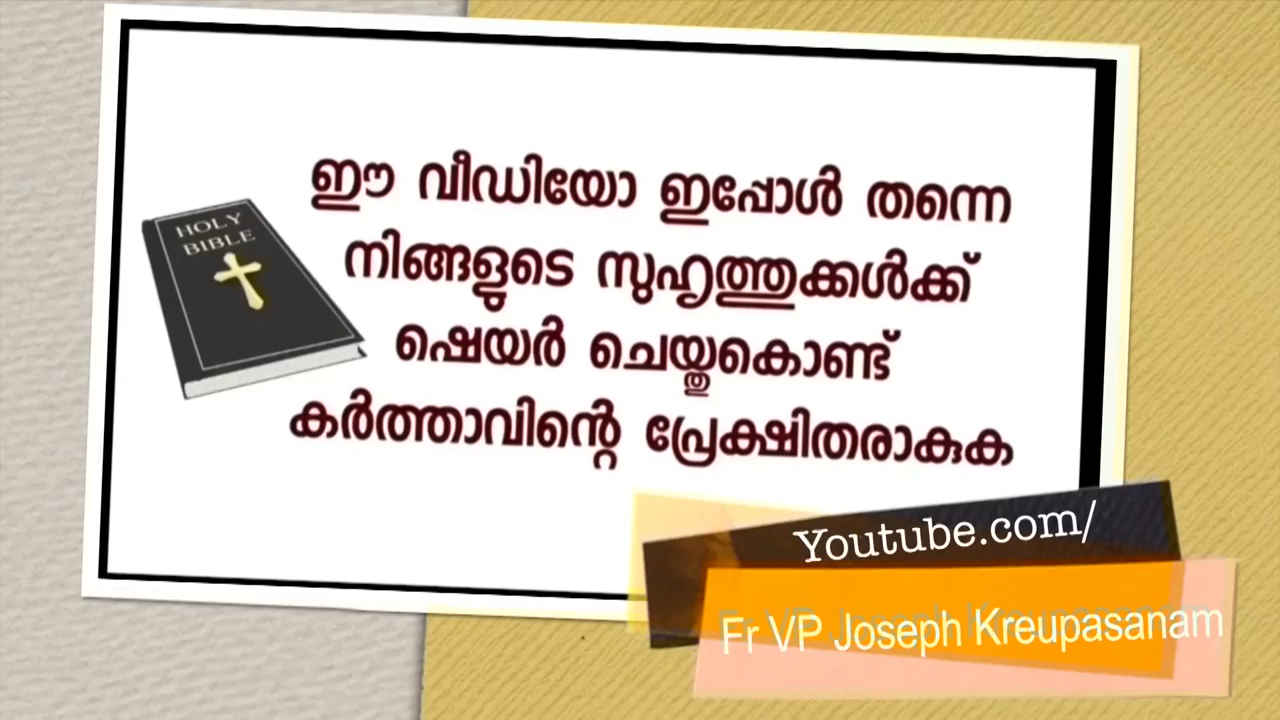 HOLY
BIBLE
ഈ വീഡിയോ ഇപ്പോൾ തന്നെ
നിങ്ങളുടെ സുഹൃത്തുക്കൾക്ക്
ഷെയർ ചെയ്തുകൊണ്ട്
കർത്താവിന്റെ പ്രേക്ഷിതരാകുക
Youtube.com/
Fr VP Joseph Kreupasanam